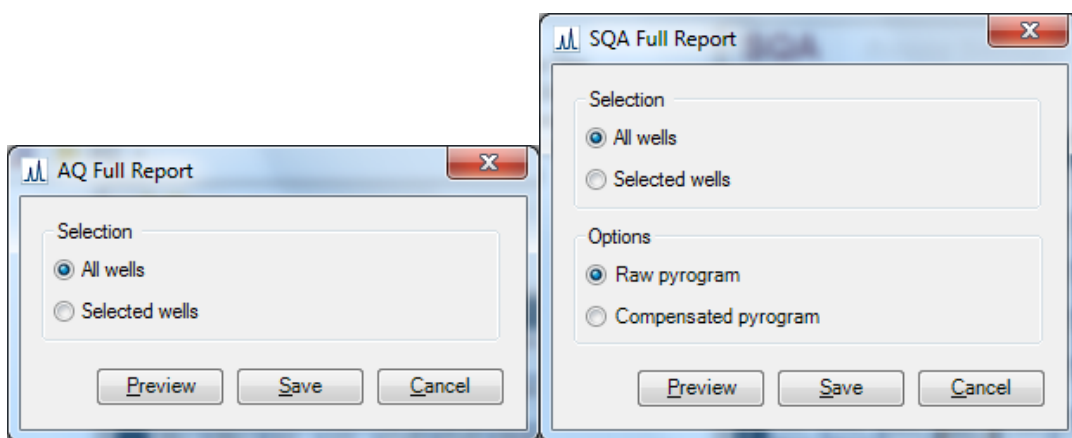 AQ Full Report
Selection
All wells
Selected wells
Preview Save Cancel
SQA Full Report
SQA
Selection
All wells
Selected wells
Options
Raw pyrogram
Compensated pyrogram
Preview Save Cancel